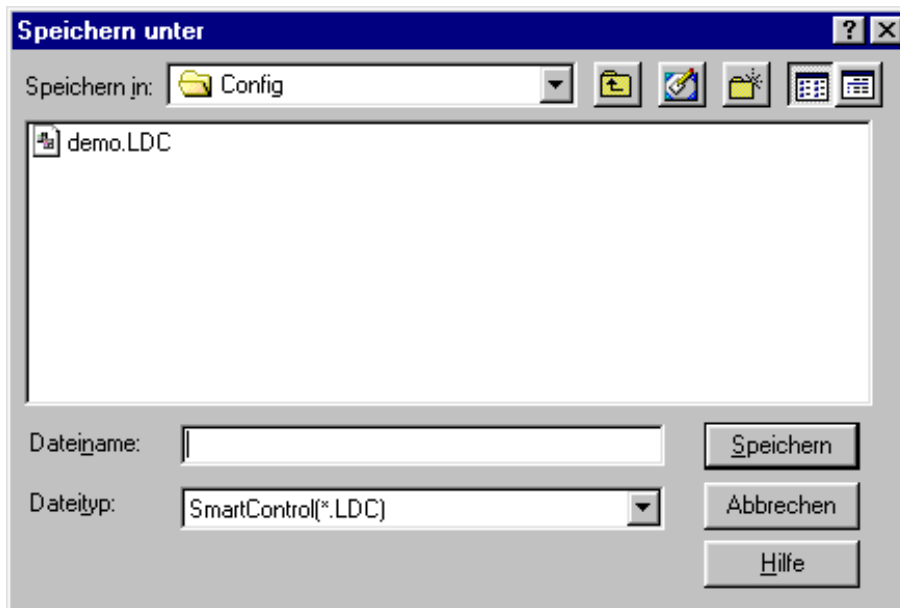 Speichern unter
Speichern in: Config
demo.LDC
Dateiname: Speichern
Dateityp: SmartControl(*.LDC) Abbrechen
Hilfe